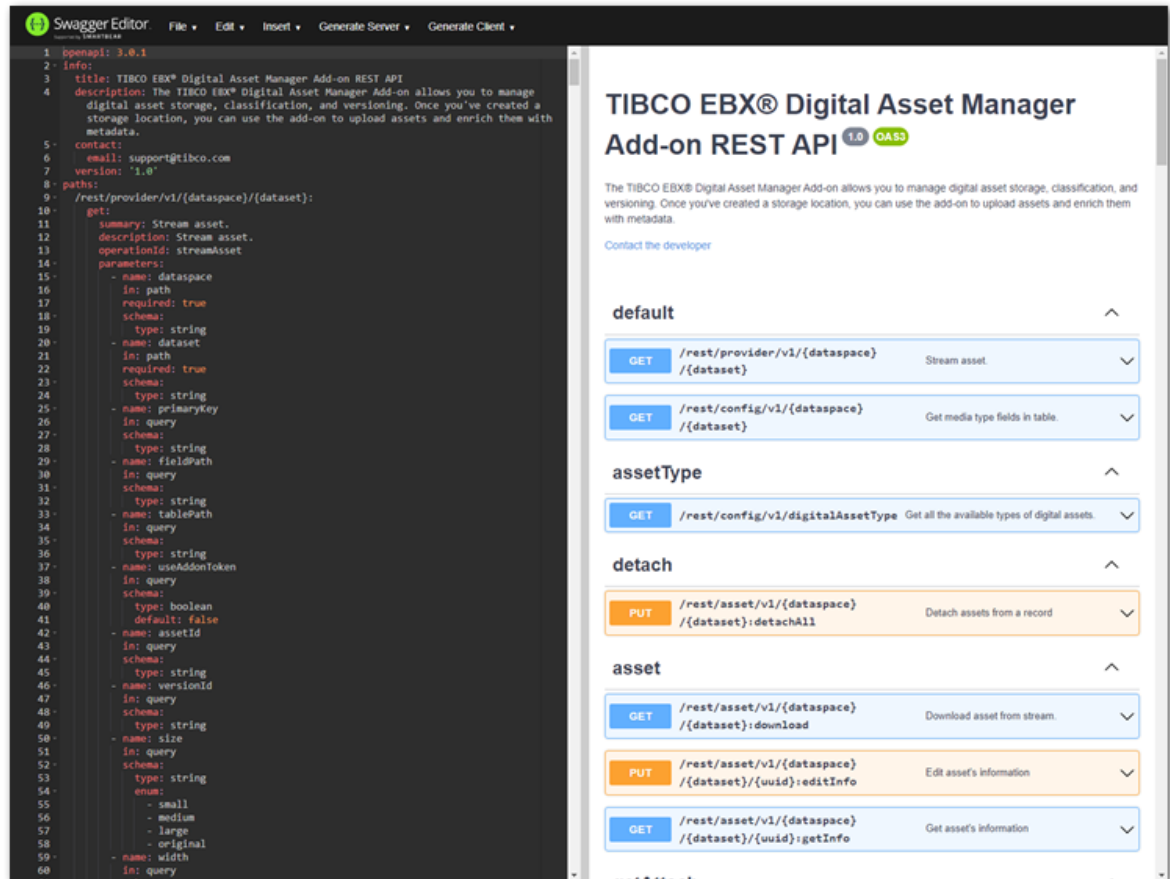 Swagger Editor
Supported by SMARTBEAR
File Edit Insert Generate Server Generate Client
1 openapi: 3.0.1
2 info:
3 title: TIBCO EBX® Digital Asset Manager Add-on REST API
4 description: The TIBCO EBX® Digital Asset Manager Add-on allows you to manage
digital asset storage, classification, and versioning. Once you've created a
storage location, you can use the add-on to upload assets and enrich them with
metadata.
5 contact:
6 email: support@tibco.com
7 version: '1.0'
8 paths:
9 /rest/provider/v1/{dataspace}/{dataset}:
10 get:
11 summary: Stream asset.
12 description: Stream asset.
13 operationId: streamAsset
14 parameters:
15 - name: dataspace
16 in: path
17 required: true
18 schema:
19 type: string
20 - name: dataset
21 in: path
22 required: true
23 schema:
24 type: string
25 - name: primaryKey
26 in: query
27 schema:
28 type: string
29 - name: fieldPath
30 in: query
31 schema:
32 type: string
33 - name: tablePath
34 in: query
35 schema:
36 type: string
37 - name: useAddonToken
38 in: query
39 schema:
40 type: boolean
41 default: false
42 - name: assetId
43 in: query
44 schema:
45 type: string
46 - name: versionId
47 in: query
48 schema:
49 type: string
50 - name: size
51 in: query
52 schema:
53 type: string
54 enum:
55 - small
56 - medium
57 - large
58 - original
59 - name: width
60 in: query
TIBCO EBX® Digital Asset Manager
Add-on REST API 1.0 OAS3
The TIBCO EBX® Digital Asset Manager Add-on allows you to manage digital asset storage, classification, and
versioning. Once you've created a storage location, you can use the add-on to upload assets and enrich them
with metadata.
Contact the developer
default
GET /rest/provider/v1/{dataspace}
/{dataset} Stream asset.
GET /rest/config/v1/{dataspace}
/{dataset} Get media type fields in table.
assetType
GET /rest/config/v1/digitalAssetType Get all the available types of digital assets.
detach
PUT /rest/asset/v1/{dataspace}
/{dataset}:detachAll Detach assets from a record
asset
GET /rest/asset/v1/{dataspace}
/{dataset}:download Download asset from stream.
PUT /rest/asset/v1/{dataspace}
/{dataset}/{uuid}:editInfo Edit asset's information
GET /rest/asset/v1/{dataspace}
/{dataset}/{uuid}:getInfo Get asset's information